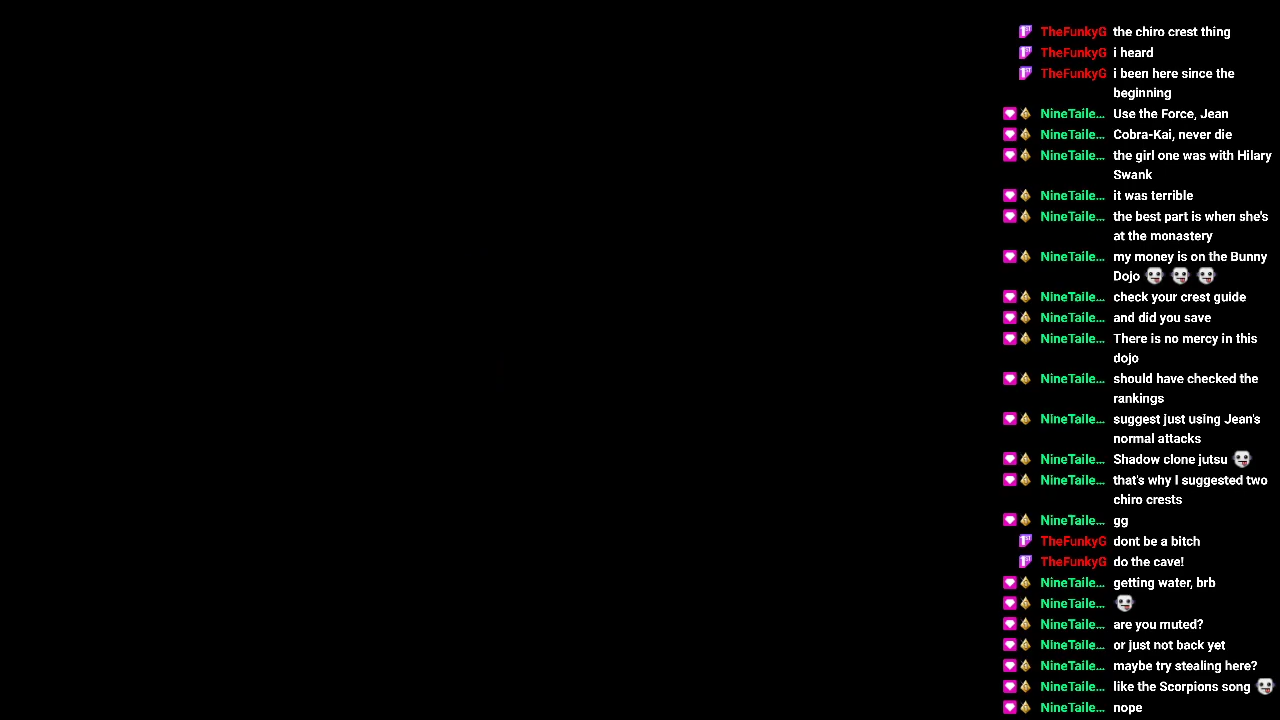 TheFunkyG the chiro crest thing
TheFunkyG i heard
TheFunkyG i been here since the
beginning
NineTaile... Use the Force, Jean
NineTaile... Cobra-Kai, never die
NineTaile... the girl one was with Hilary
Swank
NineTaile... it was terrible
NineTaile... the best part is when she's
at the monastery
NineTaile... my money is on the Bunny
Dojo
NineTaile... check your crest guide
NineTaile... and did you save
NineTaile... There is no mercy in this
dojo
NineTaile... should have checked the
rankings
NineTaile... suggest just using Jean's
normal attacks
NineTaile... Shadow clone jutsu
NineTaile... that's why I suggested two
chiro crests
NineTaile... gg
TheFunkyG dont be a bitch
TheFunkyG do the cave!
NineTaile... getting water, brb
NineTaile...
NineTaile... are you muted?
NineTaile... or just not back yet
NineTaile... maybe try stealing here?
NineTaile... like the Scorpions song
NineTaile... nope